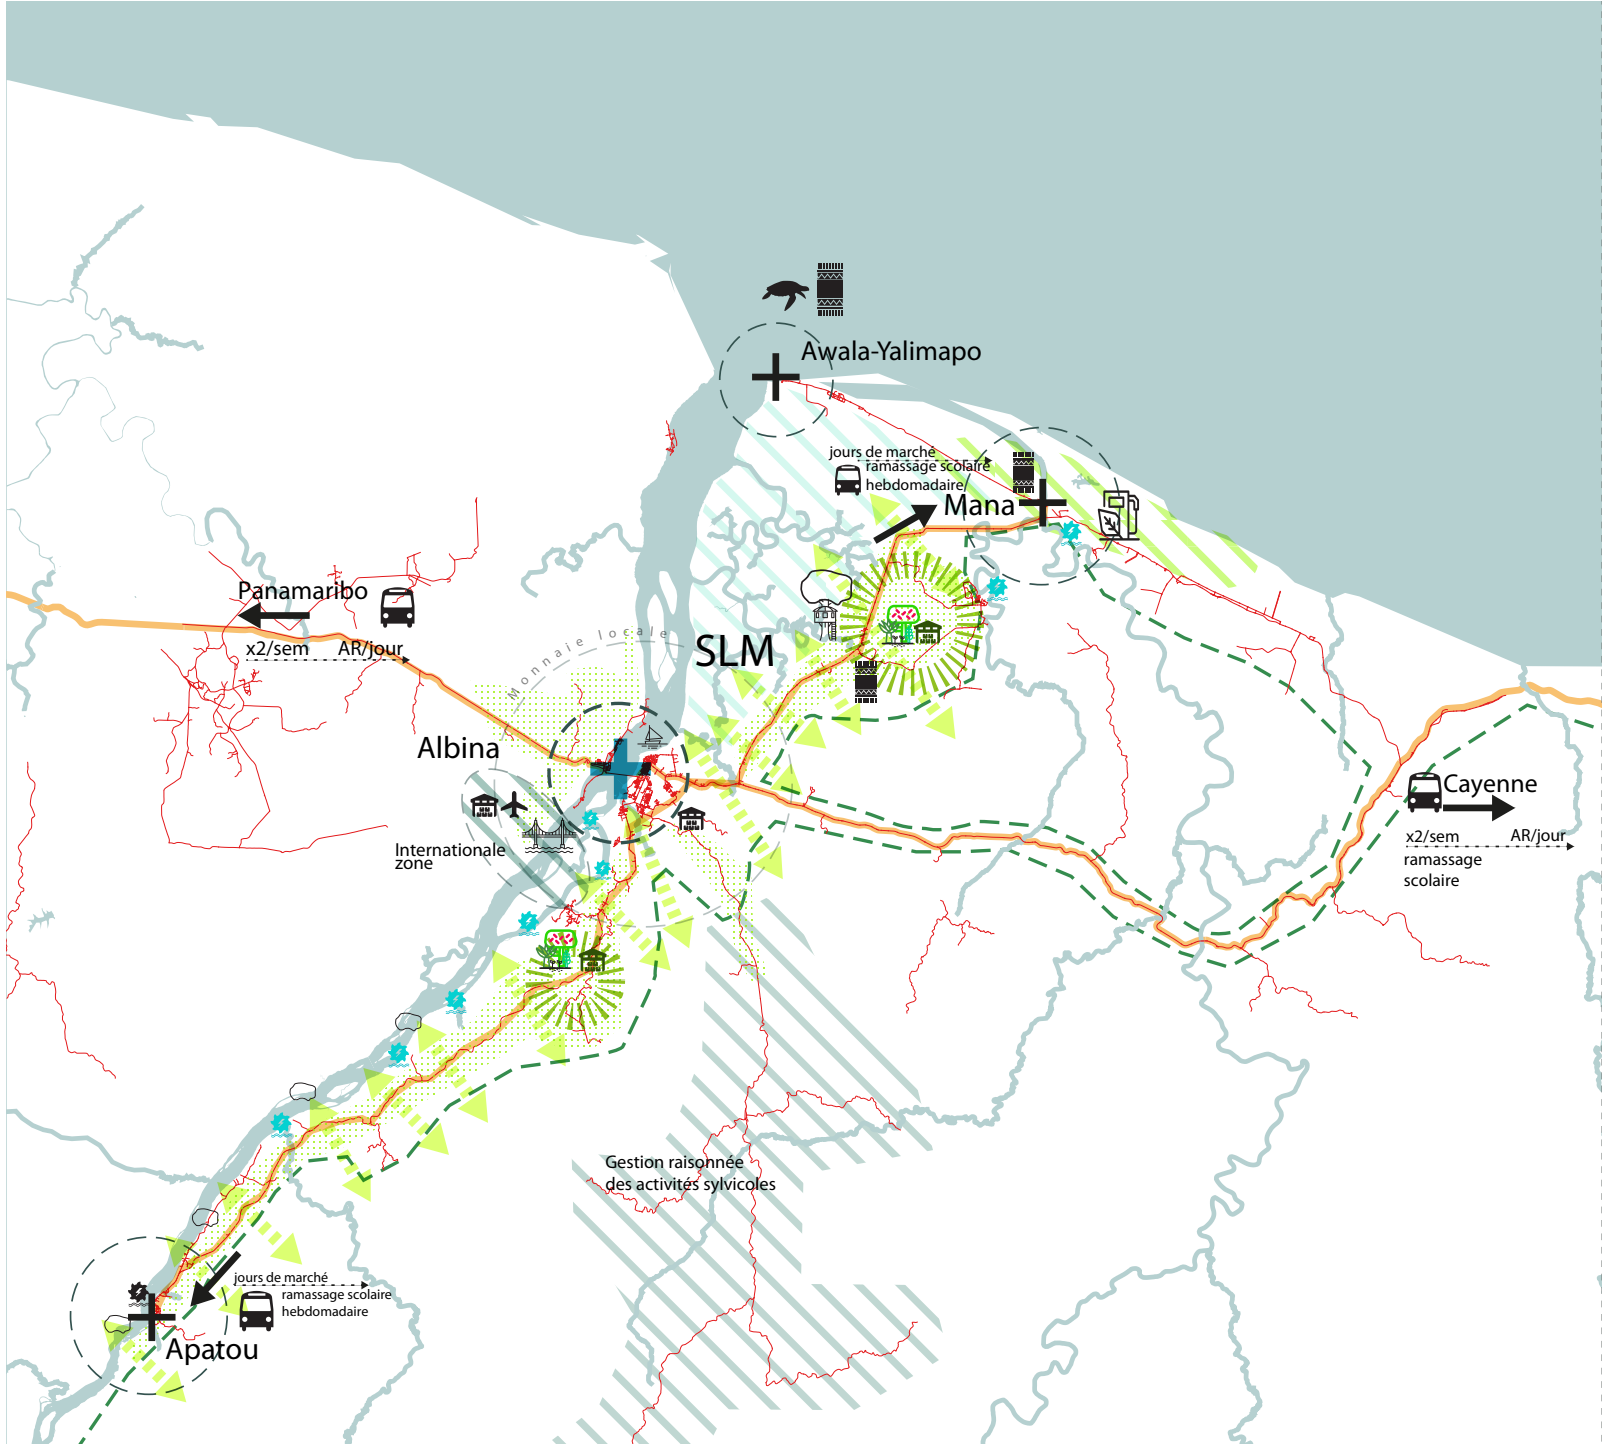 Awala-Yalimapo
jours de marché
ramassage scolaire
hebdomadaire
Mana
Panamaribo
x2/sem AR/jour
Monnaie locale
SLM
Albina
Internationale
zone
Cayenne
x2/sem AR/jour
ramassage
scolaire
Gestion raisonnée
des activités sylvicoles
jours de marché
ramassage scolaire
hebdomadaire
Apatou